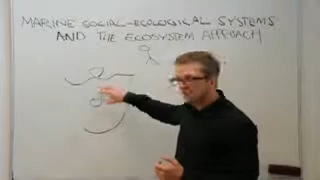 MARINE SOCIAL-ECOLOGICAL SYSTEMS
AND THE ECOSYSTEM APPROACH